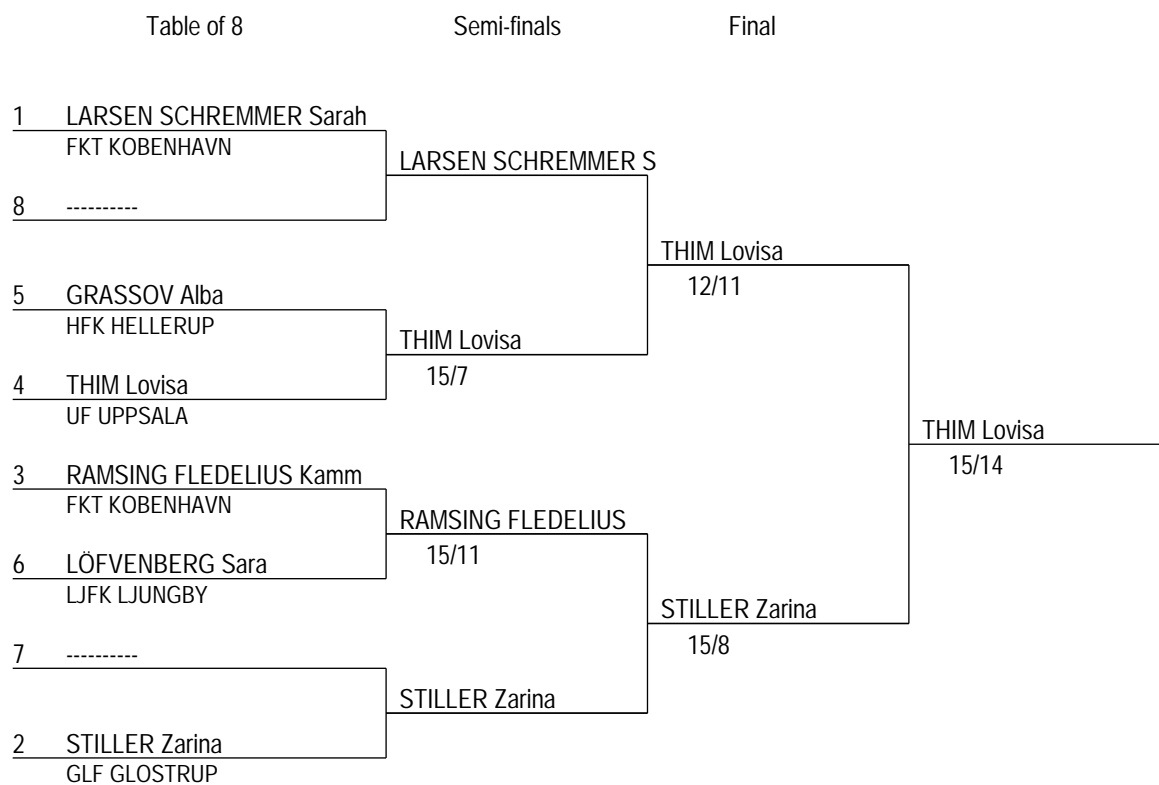 Table of 8 Semi-finals Final
1 LARSEN SCHREMMER Sarah
FKT KOBENHAVN
LARSEN SCHREMMER S
8 ----------
THIM Lovisa
12/11
5 GRASSOV Alba
HFK HELLERUP
THIM Lovisa
15/7
4 THIM Lovisa
UF UPPSALA
THIM Lovisa
15/14
3 RAMSING FLEDELIUS Kamm
FKT KOBENHAVN
RAMSING FLEDELIUS
15/11
6 LÖFVENBERG Sara
LJFK LJUNGBY
STILLER Zarina
15/8
7 ----------
STILLER Zarina
2 STILLER Zarina
GLF GLOSTRUP